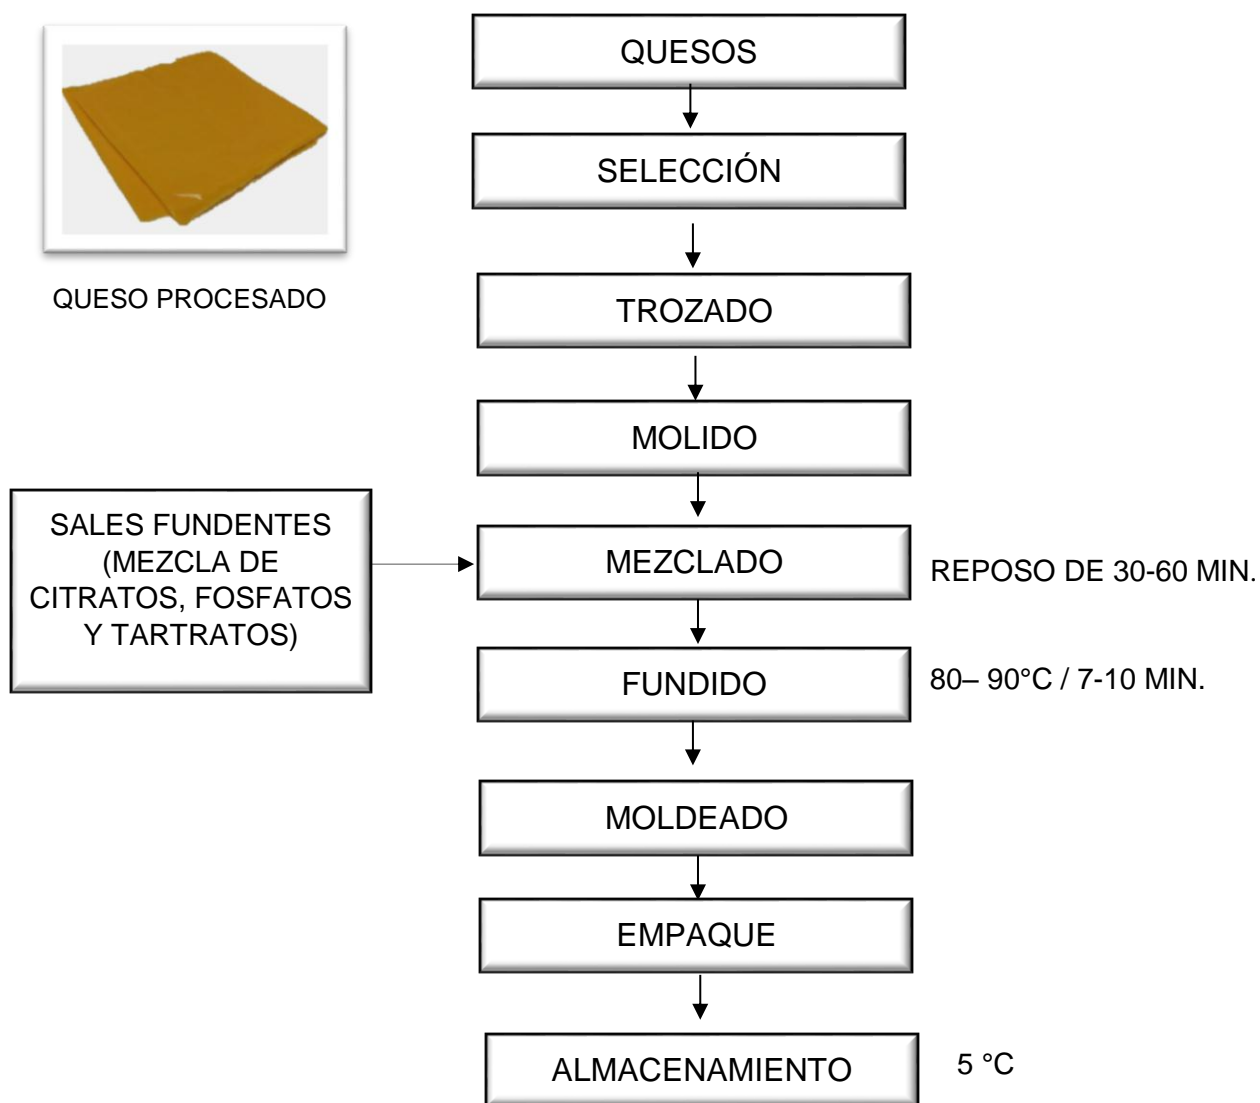 QUESO PROCESADO
QUESOS
SELECCIÓN
TROZADO
MOLIDO
SALES FUNDENTES
(MEZCLA DE
CITRATOS, FOSFATOS
Y TARTRATOS)
MEZCLADO
REPOSO DE 30-60 MIN.
FUNDIDO
80– 90°C / 7-10 MIN.
MOLDEADO
EMPAQUE
ALMACENAMIENTO
5 °C